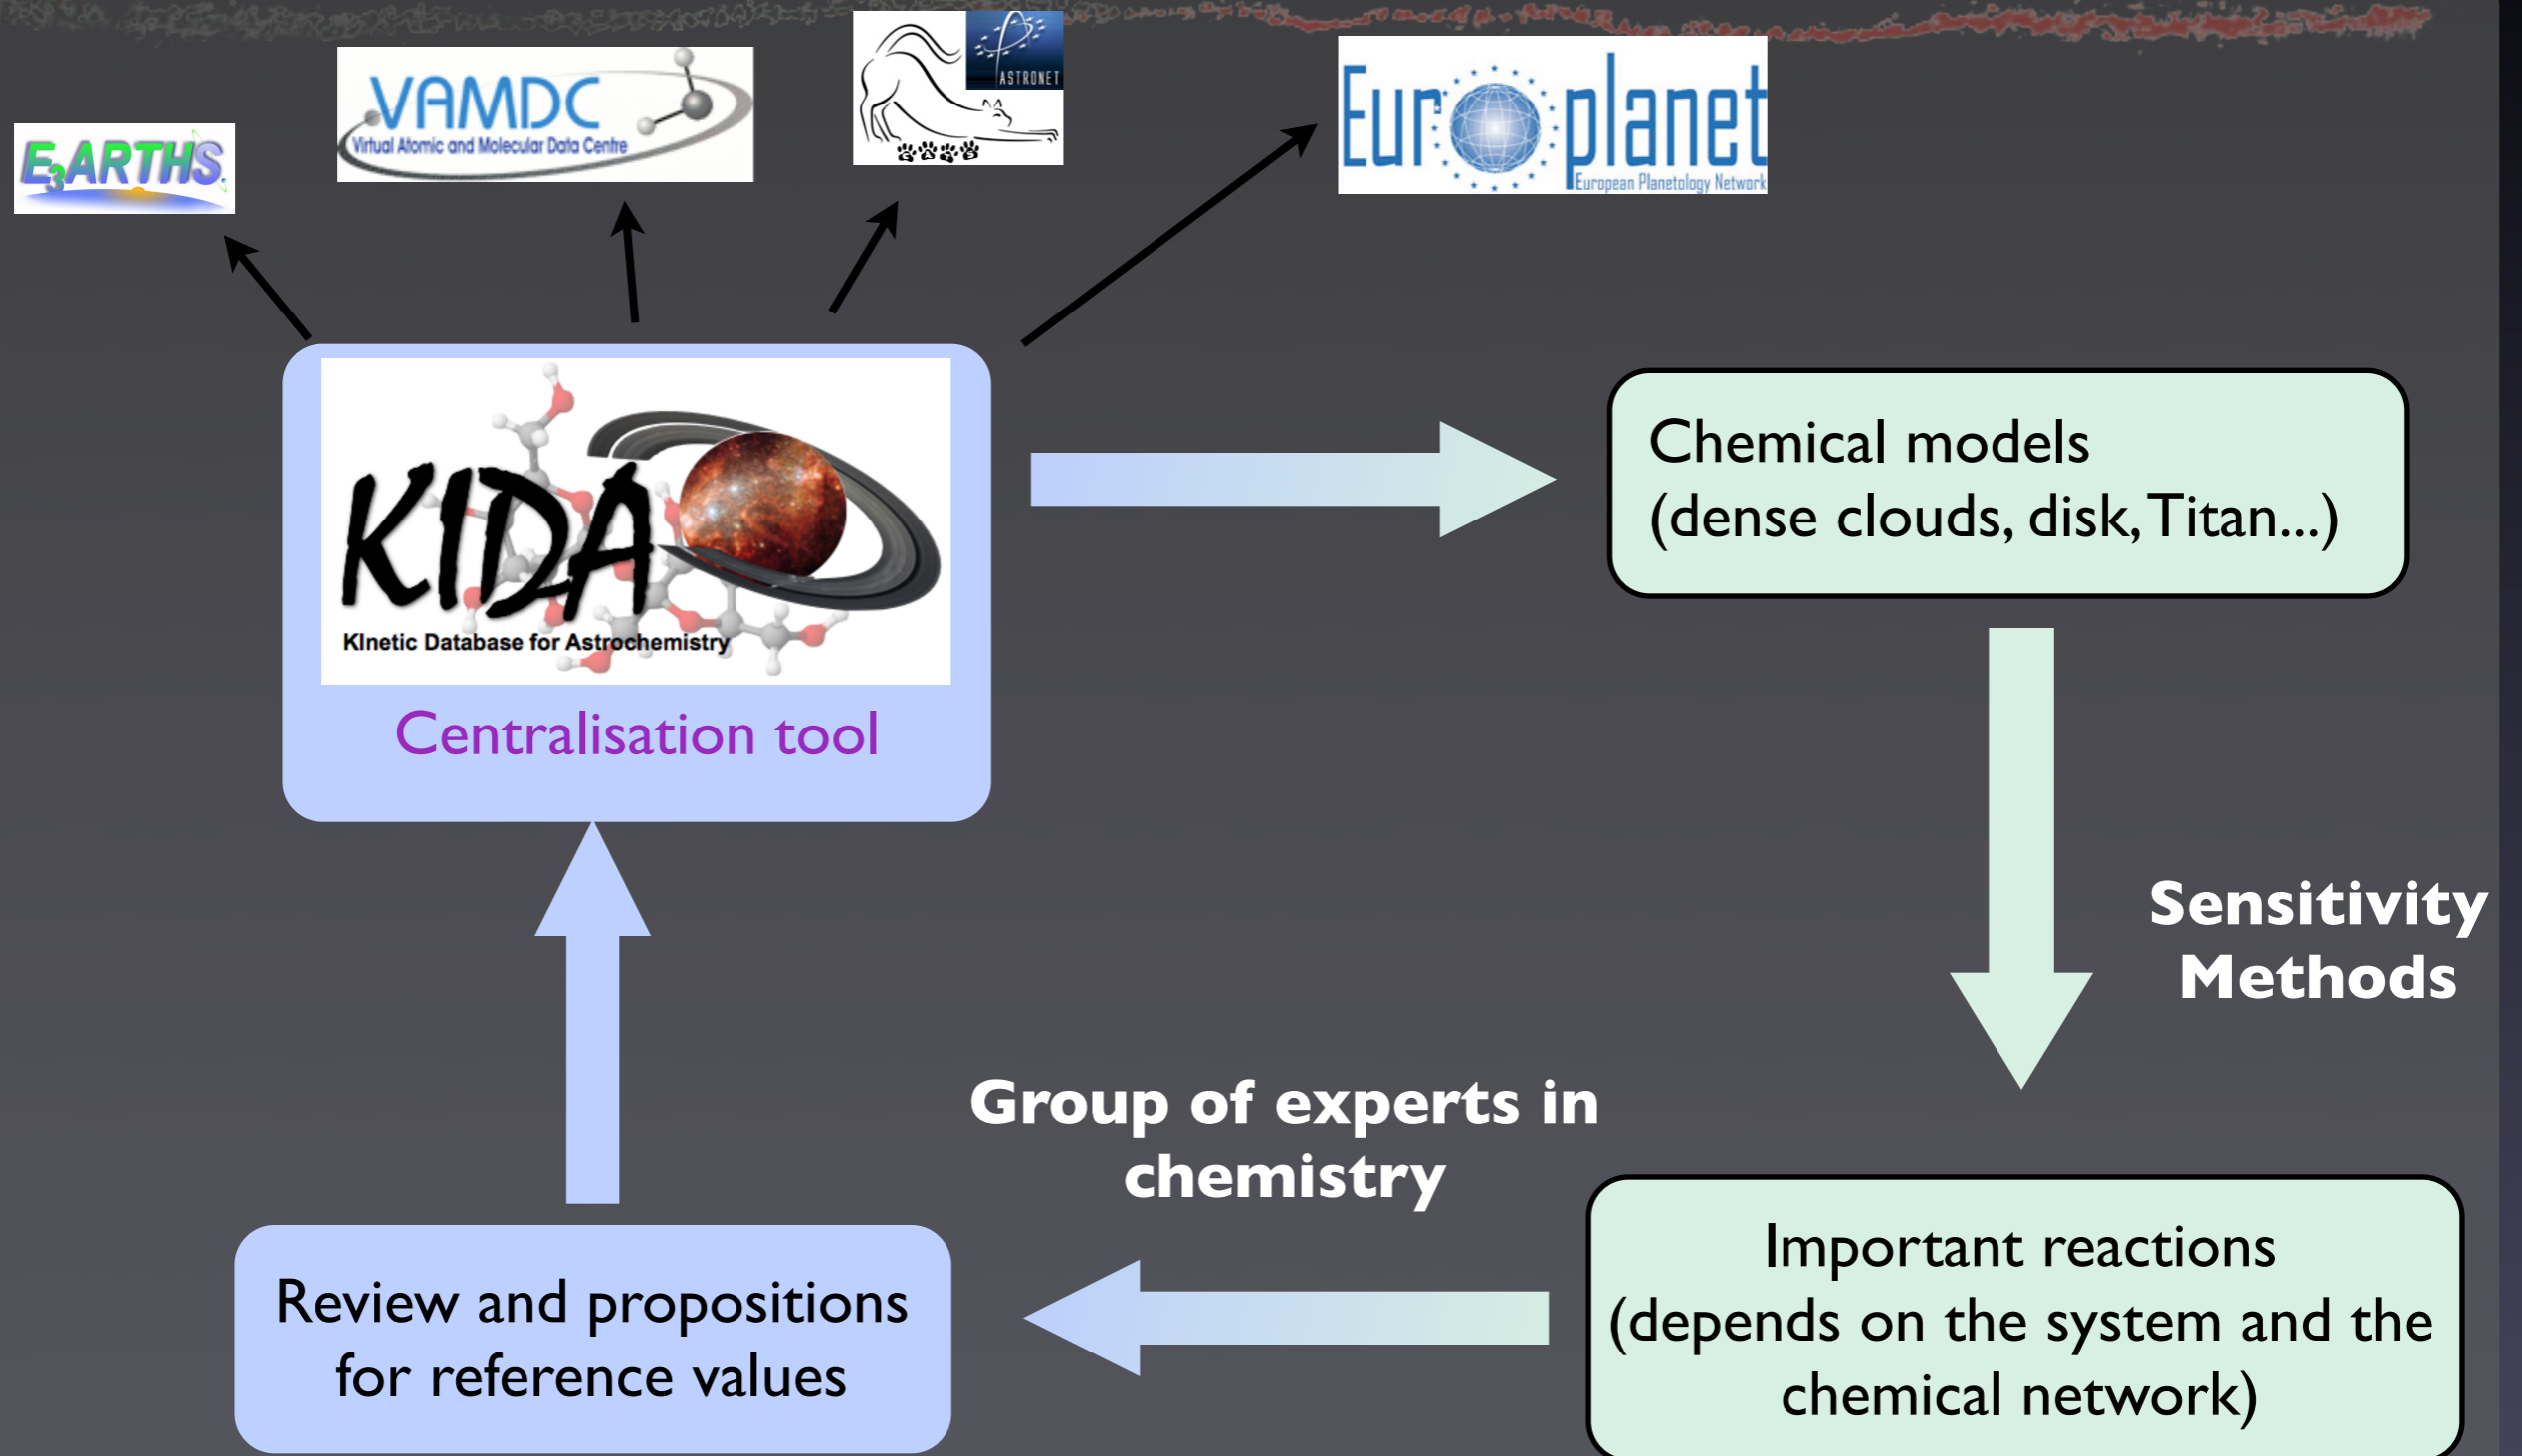 VAMDC
Virtual Atomic and Molecular Data Centre
ASTRONET
Europlanet
European Planetology Network
E3ARTHS
KIDA
KInetic Database for Astrochemistry
Centralisation tool
Chemical models
(dense clouds, disk, Titan...)
Sensitivity
Methods
Group of experts in
chemistry
Important reactions
(depends on the system and the
chemical network)
Review and propositions
for reference values